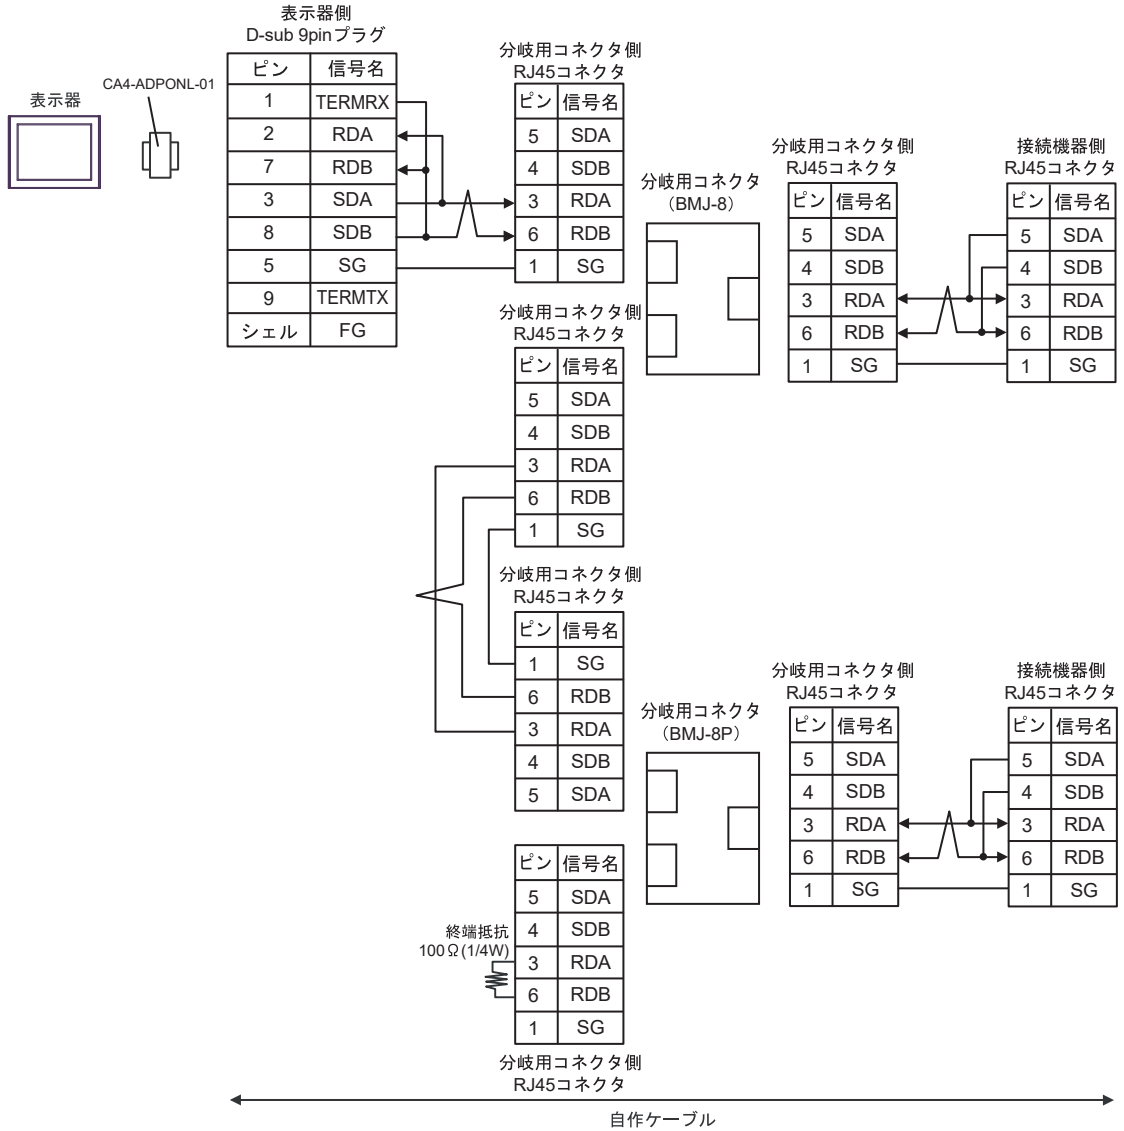 表示器側
D-sub 9pinプラグ
ピン 信号名
1 TERMRX
2 RDA
7 RDB
3 SDA
8 SDB
5 SG
9 TERMTX
シェル FG
CA4-ADPONL-01
表示器
分岐用コネクタ側
RJ45コネクタ
ピン 信号名
5 SDA
4 SDB
3 RDA
6 RDB
1 SG
分岐用コネクタ
（BMJ-8）
分岐用コネクタ側
RJ45コネクタ
ピン 信号名
5 SDA
4 SDB
3 RDA
6 RDB
1 SG
接続機器側
RJ45コネクタ
ピン 信号名
5 SDA
4 SDB
3 RDA
6 RDB
1 SG
分岐用コネクタ側
RJ45コネクタ
ピン 信号名
5 SDA
4 SDB
3 RDA
6 RDB
1 SG
分岐用コネクタ側
RJ45コネクタ
ピン 信号名
1 SG
6 RDB
3 RDA
4 SDB
5 SDA
分岐用コネクタ
（BMJ-8P）
分岐用コネクタ側
RJ45コネクタ
ピン 信号名
5 SDA
4 SDB
3 RDA
6 RDB
1 SG
接続機器側
RJ45コネクタ
ピン 信号名
5 SDA
4 SDB
3 RDA
6 RDB
1 SG
終端抵抗
100Ω(1/4W)
ピン 信号名
5 SDA
4 SDB
3 RDA
6 RDB
1 SG
分岐用コネクタ側
RJ45コネクタ
自作ケーブル